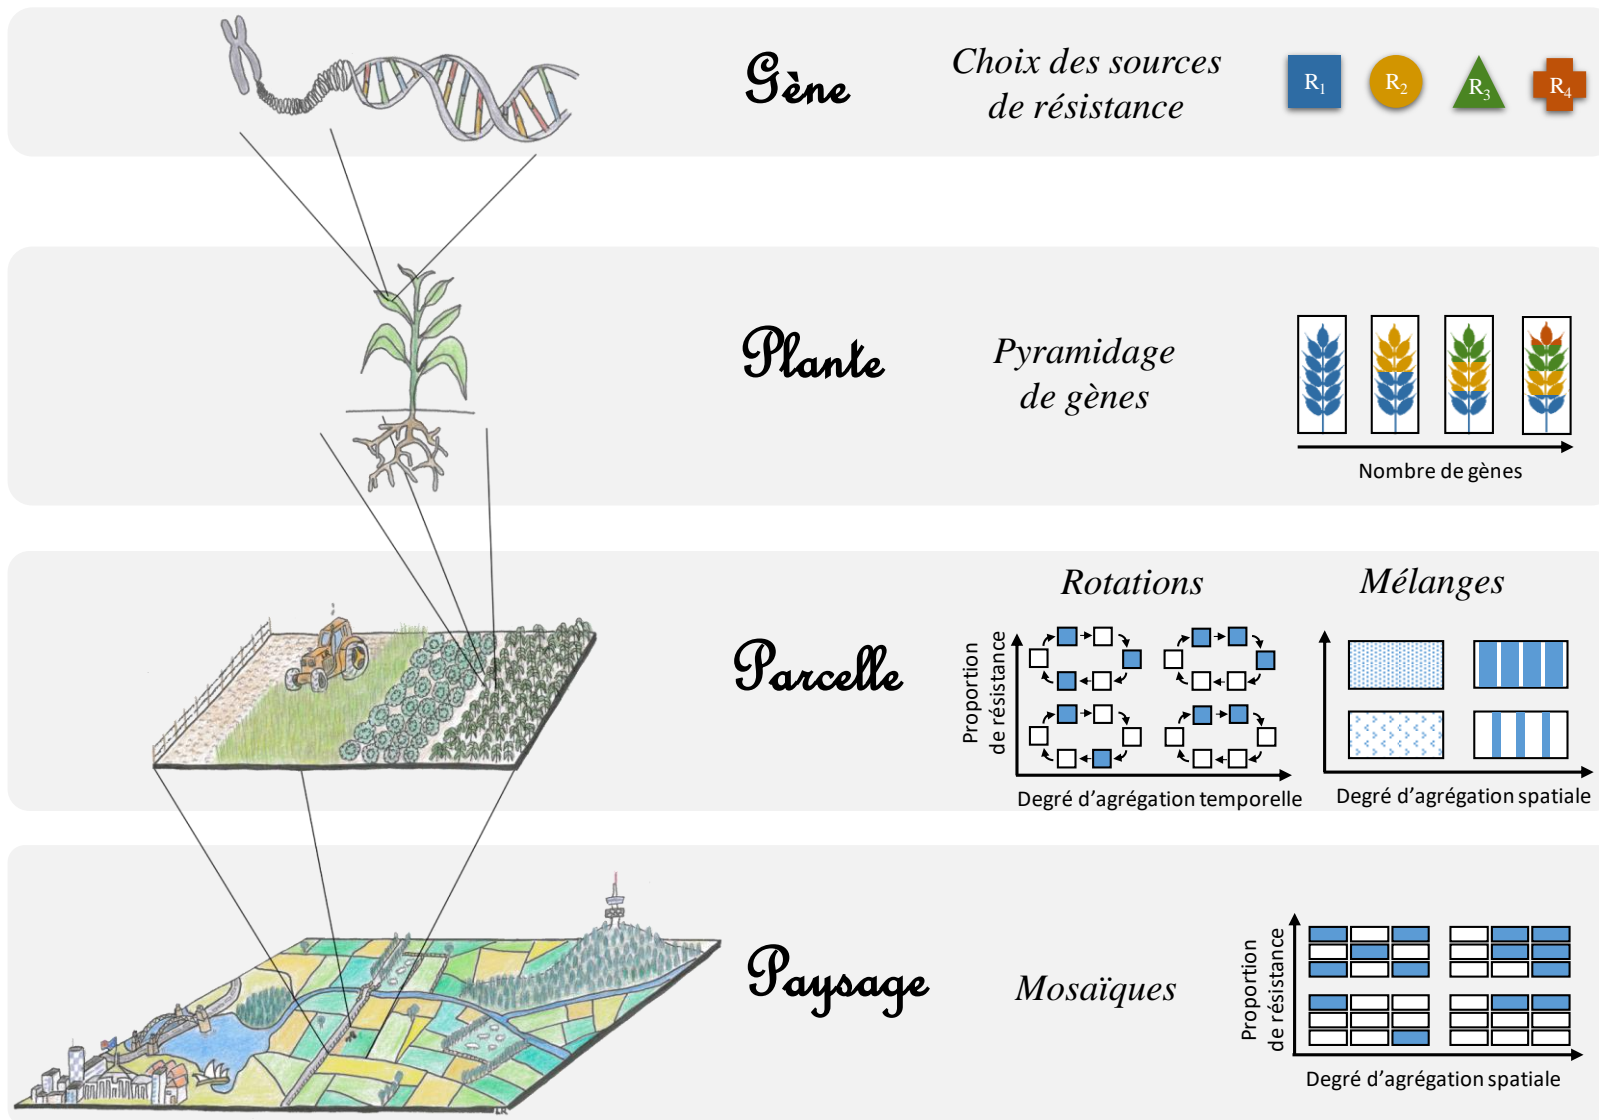 Gène
Choix des sources
de résistance
R1
R2
R3
R4
Plante
Pyramidage
de gènes
Nombre de gènes
Parcelle
Rotations
Proportion
de résistance
Degré d'agrégation temporelle
Mélanges
Degré d'agrégation spatiale
Paysage
Mosaïques
Proportion
de résistance
Degré d'agrégation spatiale